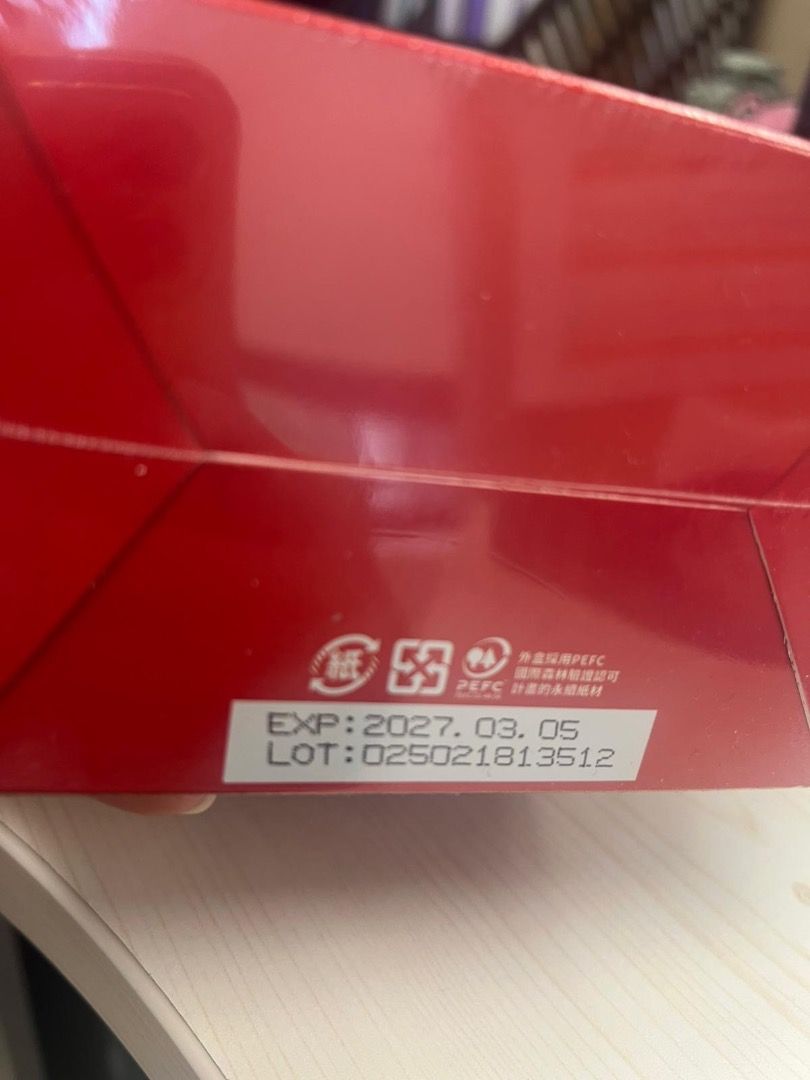 紙
PEFC
外盒採用PEFC
國際森林驗證認可
計畫的永續紙材
EXP:2027.03.05
LOT:025021813512